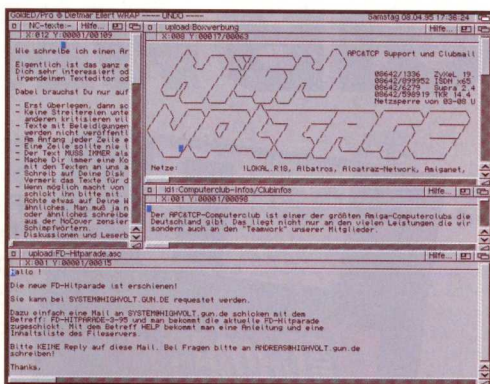 GoldED/Pro © Dietmar Eilert WRAP ---- UNDO ---- Samstag 08.04.95 17:36:24
NC-texte:- Hilfe...
X:012 Y:00001/00109
Wie schreibe ich einen Ar
Eigentlich ist das ganz e
Dich sehr interessiert od
irgendeinen Texteditor od
Dabei brauchst Du nur auf
- Erst überlegen, dann sc
- Keine Streitereien unte
anderen kritisieren wil
- Texte mit Beleidigungen
werden nicht veröffentl
- Am Anfang jeder Zeile e
- Eine Zeile sollte nie l
- Der Text MUSS IMMER als
- Mache Dir immer eine Ko
mit den Texten an uns a
- Schreib auf Deine Disk
Vermerk das Texte für d
- Wenn möglich macht von
schickt ihn bitte mit
- Achte etwas auf Deine W
ähnliches. Man muß ja n
oder ähnliches schreibe
aus der NoCover zensier
Schimpfwörtern.
- Diskussionen und Leserb
upload:Boxwerbung Hilfe...
X:008 Y:00017/00063
APCATCP Support und Clubmail
08642/1336 ZyXEL 19.
08642/899952 ISDN x65
08642/6279 Supra 2.4
08642/598919 TKR 14.4
Netzsperre von 03-08 U
HIGH
VOLTAGE
Netze: !LOKAL.R18, Albatros, Alcatraz-Network, Amiganet,
id1:Computerclub-Infos/Clubinfos Hilfe...
X:001 Y:00001/00098
Der APCATCP-Computerclub ist einer der größten Amiga-Computerclubs die
Deutschland gibt. Das liegt nicht nur an den vielen Leistungen die wir
sondern auch an den "Teamwork" unserer Mitglieder.
upload:FD-Hitparade.asc Hilfe...
X:001 Y:00001/00015
Hallo !
Die neue FD-Hitparade ist erschienen!
Sie kann bei SYSTEM@HIGHVOLT.GUN.DE requestet werden.
Dazu einfach eine Mail an SYSTEM@HIGHVOLT.gun.de schicken mit dem
Betreff: FD-HITPARADE-3-95 und man bekommt die aktuelle FD-Hitparade
zugeschickt. Mit dem Betreff HELP bekommt man eine Anleitung und eine
Inhaltsliste des Fileservers.
Bitte KEINE Reply auf diese Mail. Bei Fragen bitte an ANDREAS@HIGHVOLT.gun.de
schreiben!
Thanks,